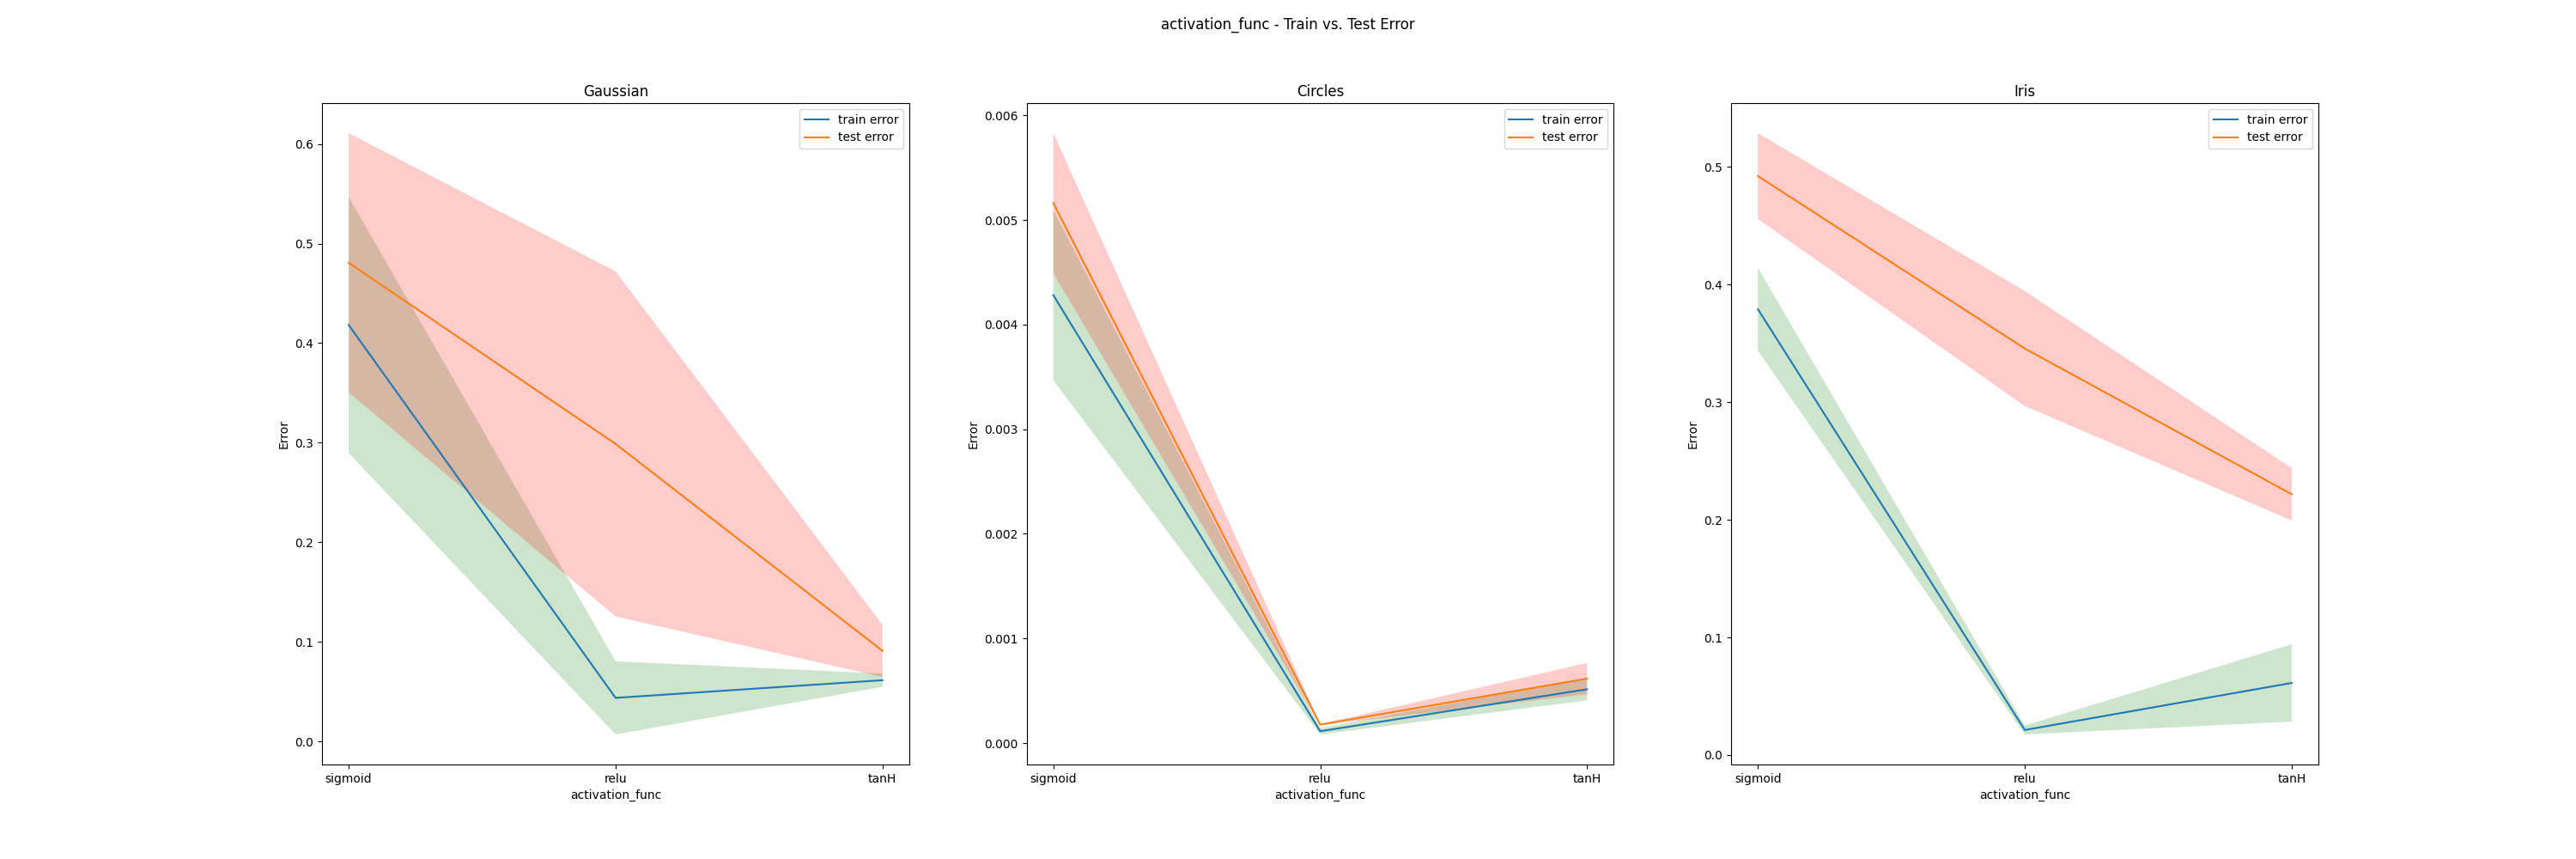 activation_func - Train vs. Test Error
Gaussian
train error
test error
0.6
0.5
0.4
0.3
0.2
0.1
0.0
Error
sigmoid
relu
tanH
activation_func
Circles
train error
test error
0.006
0.005
0.004
0.003
0.002
0.001
0.000
Error
sigmoid
relu
tanH
activation_func
Iris
train error
test error
0.5
0.4
0.3
0.2
0.1
0.0
Error
sigmoid
relu
tanH
activation_func